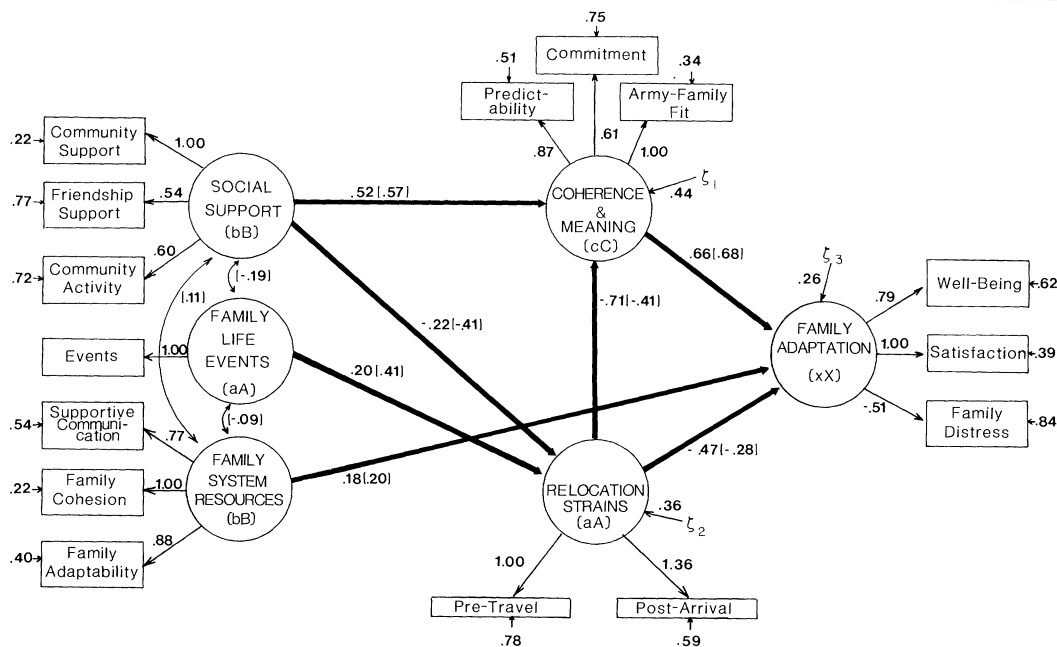 .75
Commitment
.51
Predict-
ability
.34
Army-Family
Fit
.87
.61
1.00
COHERENCE
&
MEANING
(cC)
ζ1
.44
.22
Community
Support
1.00
.77
Friendship
Support
.54
.72
Community
Activity
.60
SOCIAL
SUPPORT
(bB)
.52(.57)
(-.19)
(.11)
-.22(-.41)
-.71(-.41)
.66(.68)
Events
1.00
FAMILY
LIFE
EVENTS
(aA)
.20(.41)
(-.09)
.54
Supportive
Communi-
cation
.77
.22
Family
Cohesion
1.00
.40
Family
Adaptability
.88
FAMILY
SYSTEM
RESOURCES
(bB)
.18(.20)
-.47(-.28)
RELOCATION
STRAINS
(aA)
.36
ζ2
1.00
1.36
Pre-Travel
.78
Post-Arrival
.59
ζ3
.26
FAMILY
ADAPTATION
(xX)
.79
Well-Being
.62
1.00
Satisfaction
.39
-.51
Family
Distress
.84